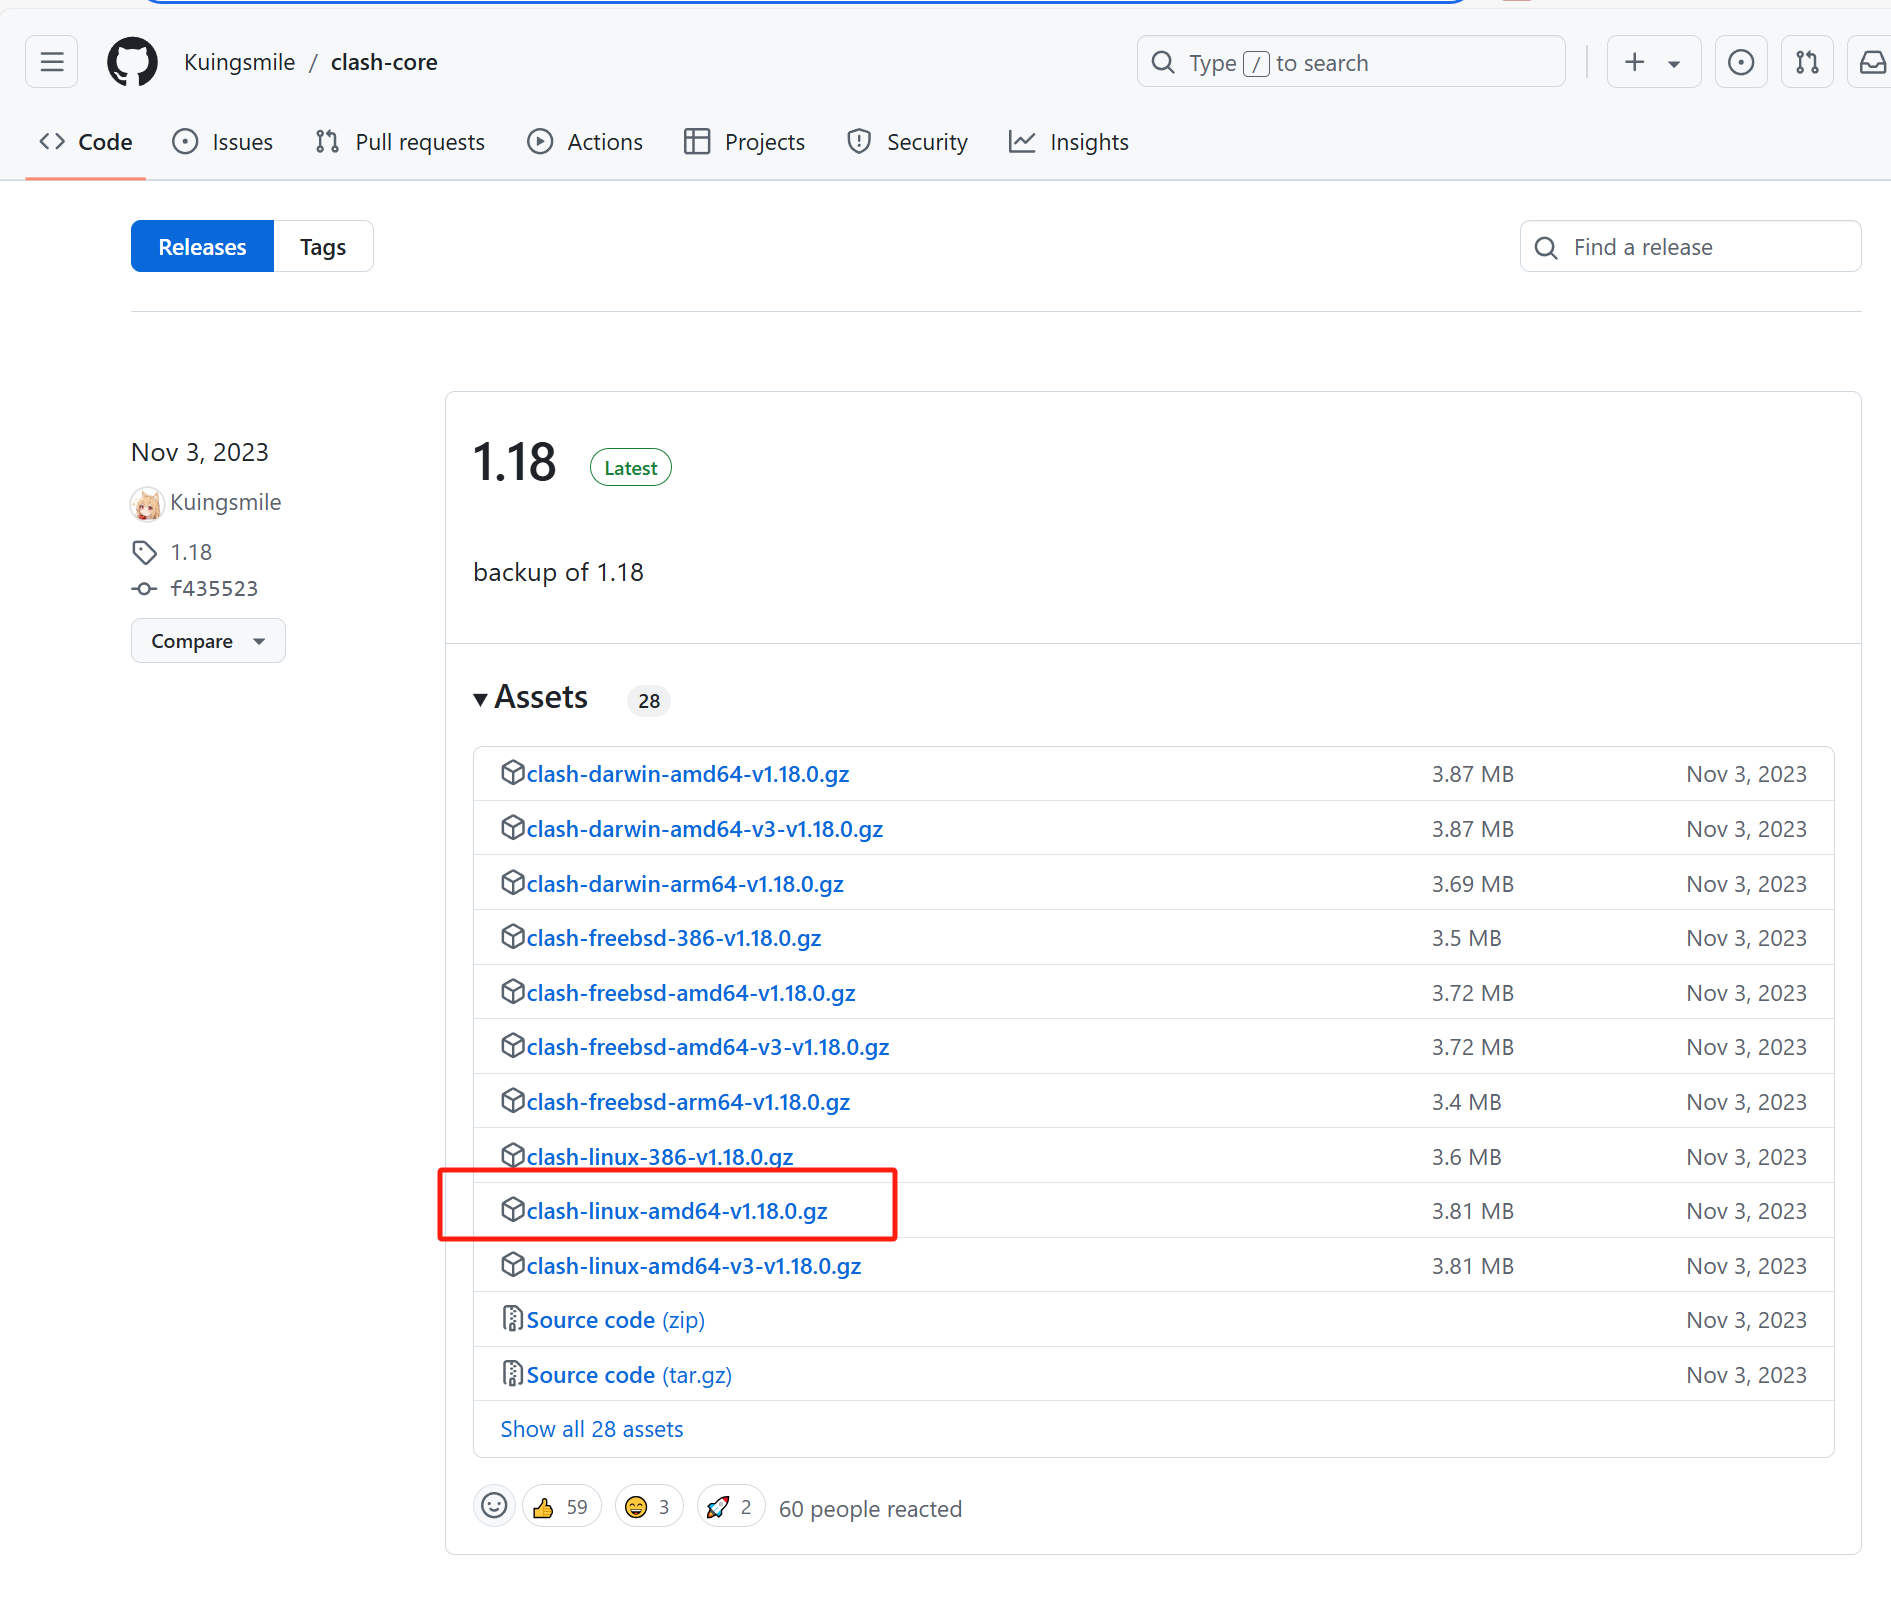 Kuingsmile / clash-core
Type / to search
Code Issues Pull requests Actions Projects Security Insights
Releases Tags
Find a release
Nov 3, 2023
Kuingsmile
1.18
f435523
Compare
1.18 Latest
backup of 1.18
Assets 28
clash-darwin-amd64-v1.18.0.gz 3.87 MB Nov 3, 2023
clash-darwin-amd64-v3-v1.18.0.gz 3.87 MB Nov 3, 2023
clash-darwin-arm64-v1.18.0.gz 3.69 MB Nov 3, 2023
clash-freebsd-386-v1.18.0.gz 3.5 MB Nov 3, 2023
clash-freebsd-amd64-v1.18.0.gz 3.72 MB Nov 3, 2023
clash-freebsd-amd64-v3-v1.18.0.gz 3.72 MB Nov 3, 2023
clash-freebsd-arm64-v1.18.0.gz 3.4 MB Nov 3, 2023
clash-linux-386-v1.18.0.gz 3.6 MB Nov 3, 2023
clash-linux-amd64-v1.18.0.gz 3.81 MB Nov 3, 2023
clash-linux-amd64-v3-v1.18.0.gz 3.81 MB Nov 3, 2023
Source code (zip) Nov 3, 2023
Source code (tar.gz) Nov 3, 2023
Show all 28 assets
59 3 2 60 people reacted